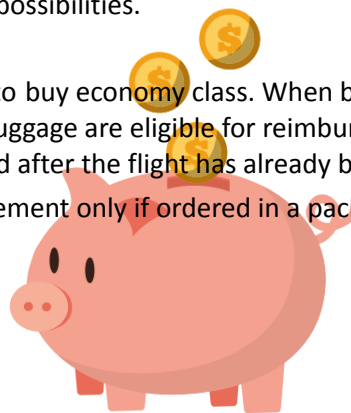 possibilities.
to buy economy class. When b
uggage are eligible for reimbur
d after the flight has already b
ement only if ordered in a pac
$
$
$